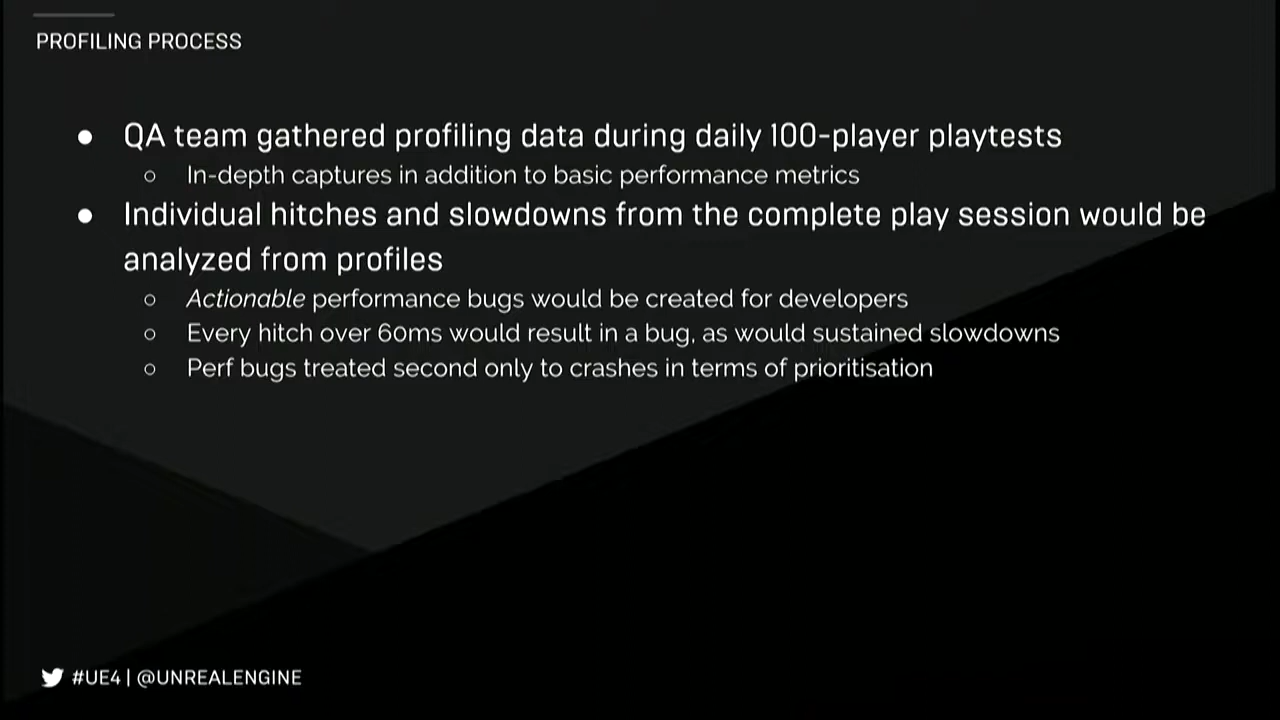 PROFILING PROCESS
● QA team gathered profiling data during daily 100-player playtests
○ In-depth captures in addition to basic performance metrics
● Individual hitches and slowdowns from the complete play session would be
analyzed from profiles
○ Actionable performance bugs would be created for developers
○ Every hitch over 60ms would result in a bug, as would sustained slowdowns
○ Perf bugs treated second only to crashes in terms of prioritisation
#UE4 | @UNREALENGINE